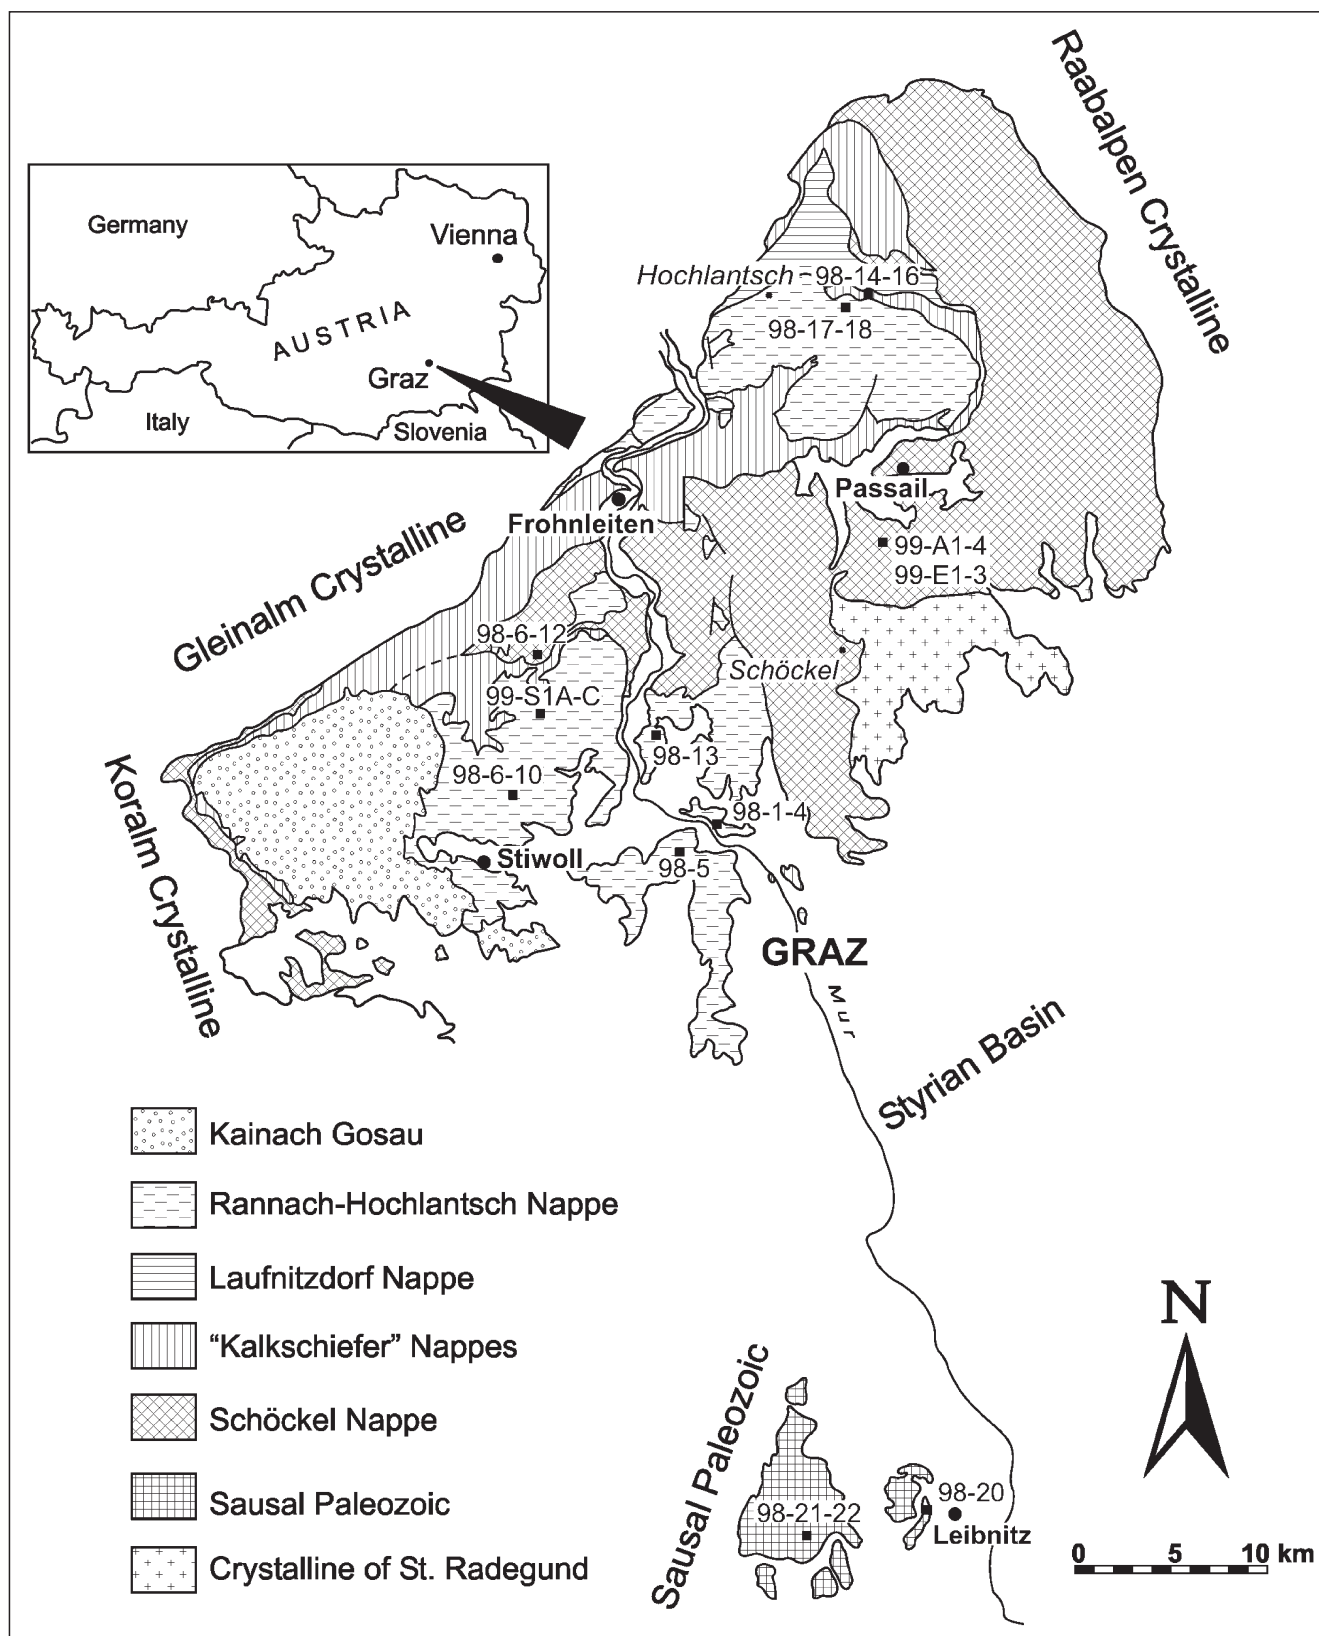 Raabalpen Crystalline
Germany
Vienna
AUSTRIA
Graz
Italy
Slovenia
Hochlantsch
98-14-16
98-17-18
Passail
Frohnleiten
99-A1-4
99-E1-3
Gleinalm Crystalline
98-6-12
Schöckel
99-S1A-C
98-13
98-6-10
98-1-4
Koralm Crystalline
Stiwoll
98-5
GRAZ
Mur
Styrian Basin
Kainach Gosau
Rannach-Hochlantsch Nappe
Laufnitzdorf Nappe
“Kalkschiefer” Nappes
Schöckel Nappe
Sausal Paleozoic
Crystalline of St. Radegund
N
Sausal Paleozoic
98-20
98-21-22
Leibnitz
0 5 10 km